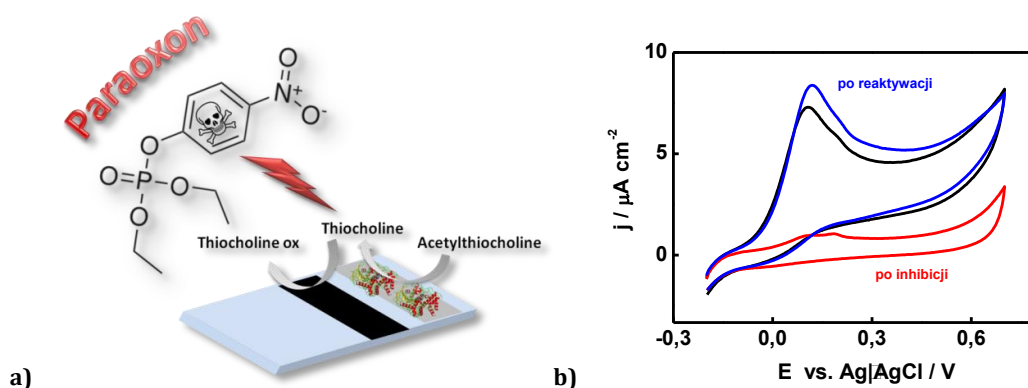 Paraoxon
O
N+
O-
O
O=P-O
O
Thiocholine ox
Thiocholine
Acetylthiocholine
a)
10
5
0
j / µA cm-2
po reaktywacji
po inhibicji
-0,3
0,0
0,3
0,6
E vs. Ag|AgCl / V
b)